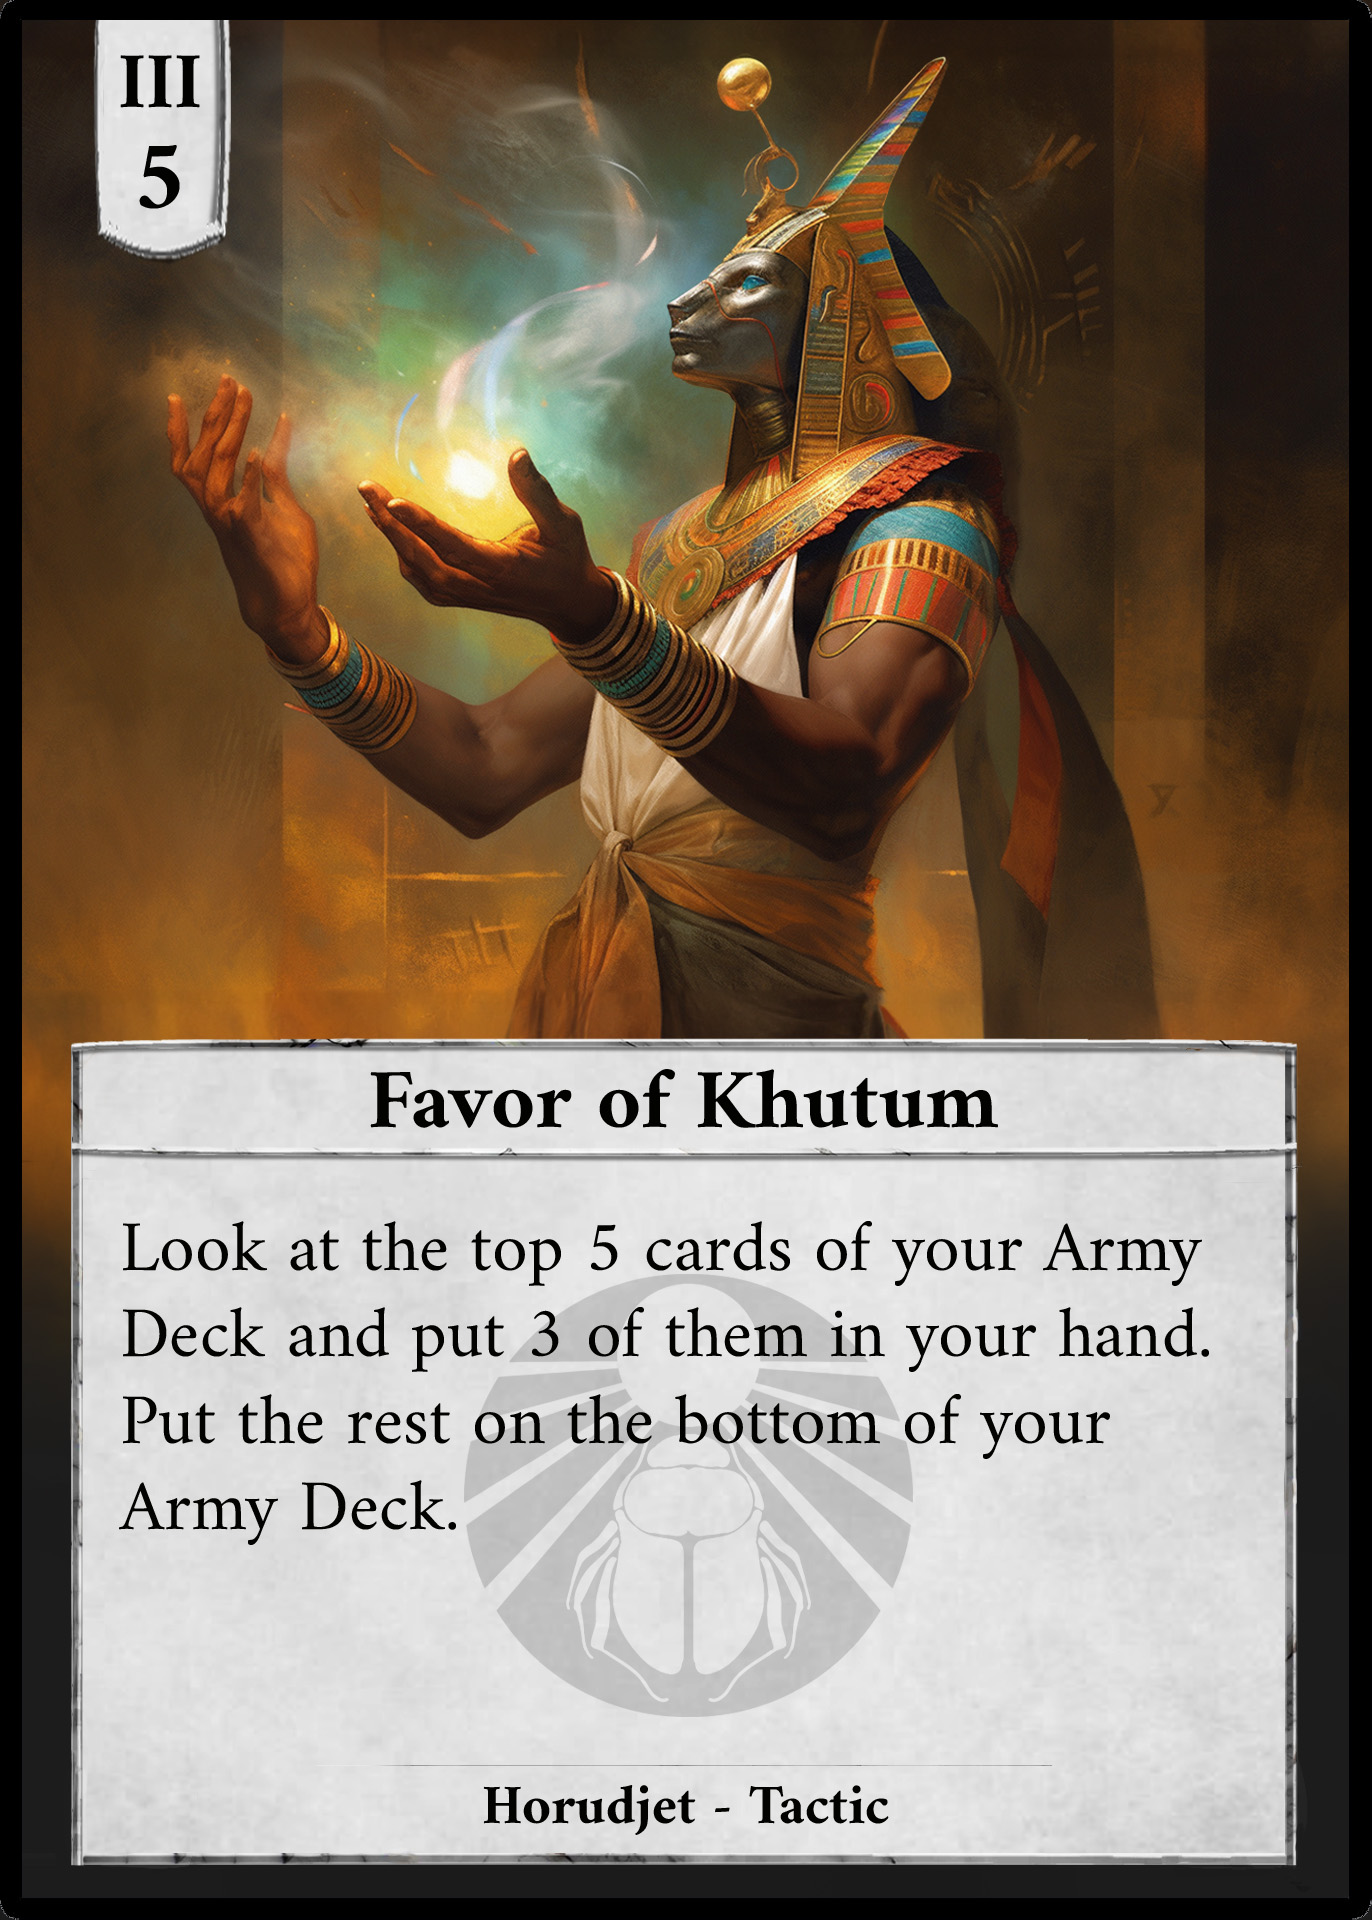 III
5
Favor of Khutum
Look at the top 5 cards of your Army
Deck and put 3 of them in your hand.
Put the rest on the bottom of your
Army Deck.
Horudjet - Tactic